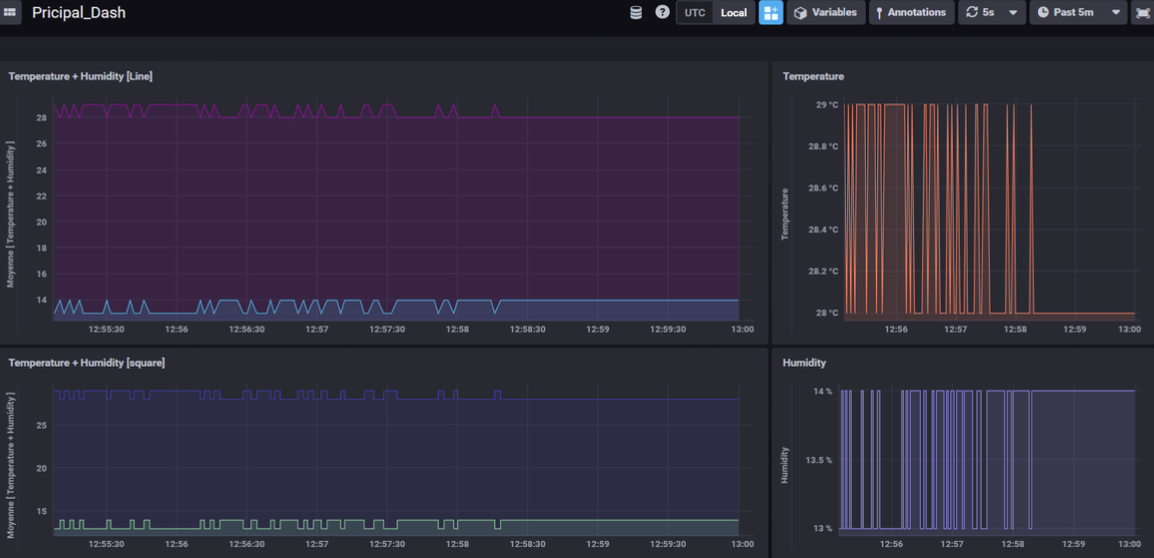 Pricipal_Dash
UTC Local Variables Annotations 5s Past 5m
Temperature + Humidity [Line]
Moyenne [ Temperature + Humidity ]
28
26
24
22
20
18
16
14
12:55:30 12:56 12:56:30 12:57 12:57:30 12:58 12:58:30 12:59 12:59:30 13:00
Temperature
Temperature
29 °C
28.8 °C
28.6 °C
28.4 °C
28.2 °C
28 °C
12:56 12:57 12:58 12:59 13:00
Temperature + Humidity [square]
Moyenne [ Temperature + Humidity ]
25
20
15
12:55:30 12:56 12:56:30 12:57 12:57:30 12:58 12:58:30 12:59 12:59:30 13:00
Humidity
Humidity
14 %
13.5 %
13 %
12:56 12:57 12:58 12:59 13:00